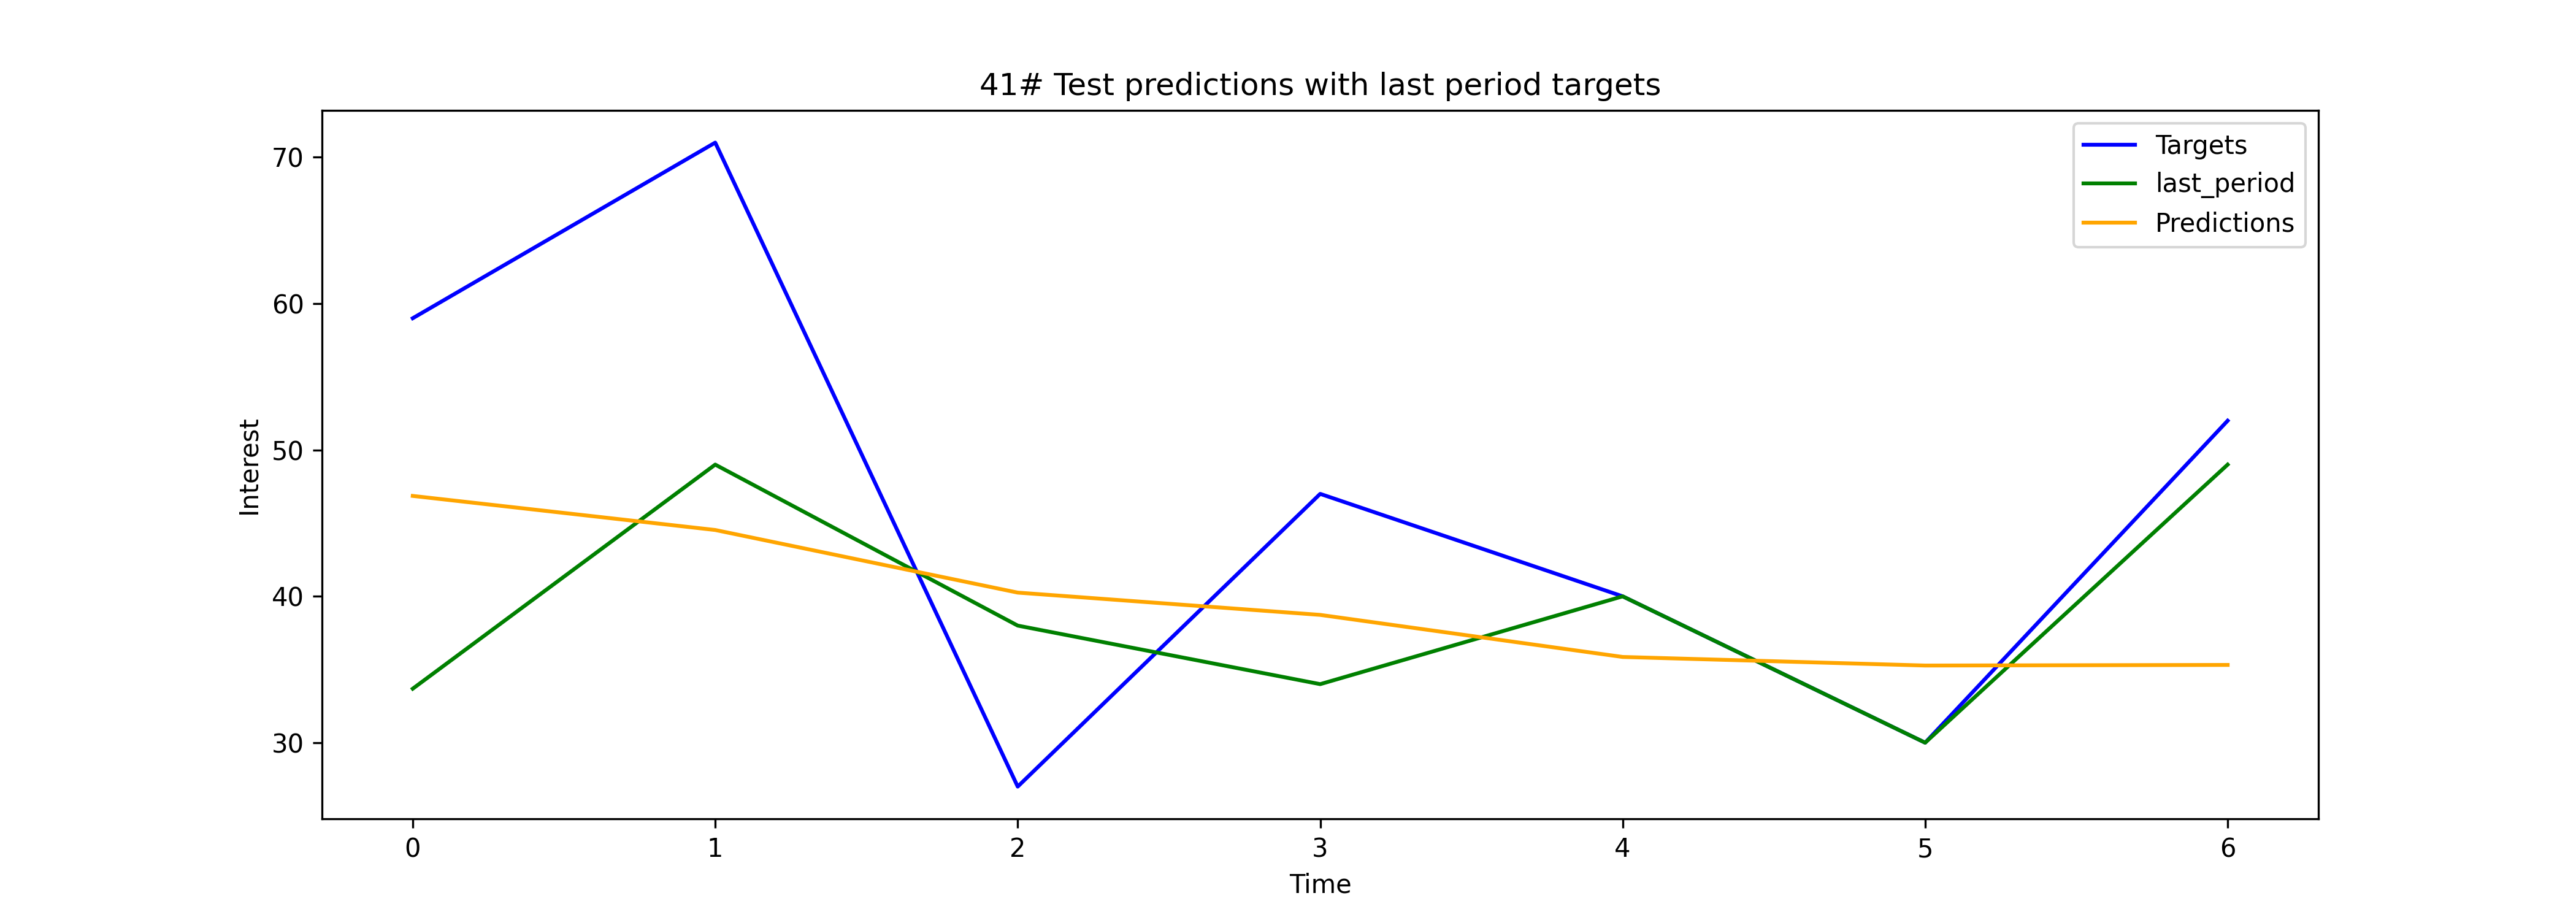 41# Test predictions with last period targets
Targets
last_period
Predictions
Interest
70
60
50
40
30
0 1 2 3 4 5 6
Time